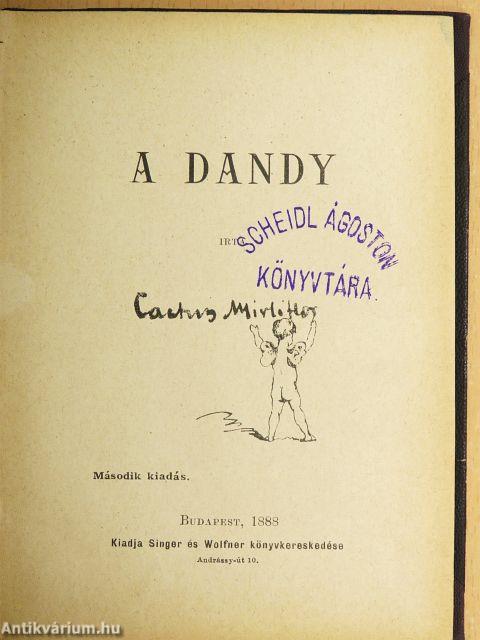 A DANDY
IRTA
SCHEIDL ÁGOSTON
KÖNYVTÁRA.
Cactus Mirliflor
Második kiadás.
BUDAPEST, 1888
Kiadja Singer és Wolfner könyvkereskedése
Andrássy-út 10.
Antikvárium.hu